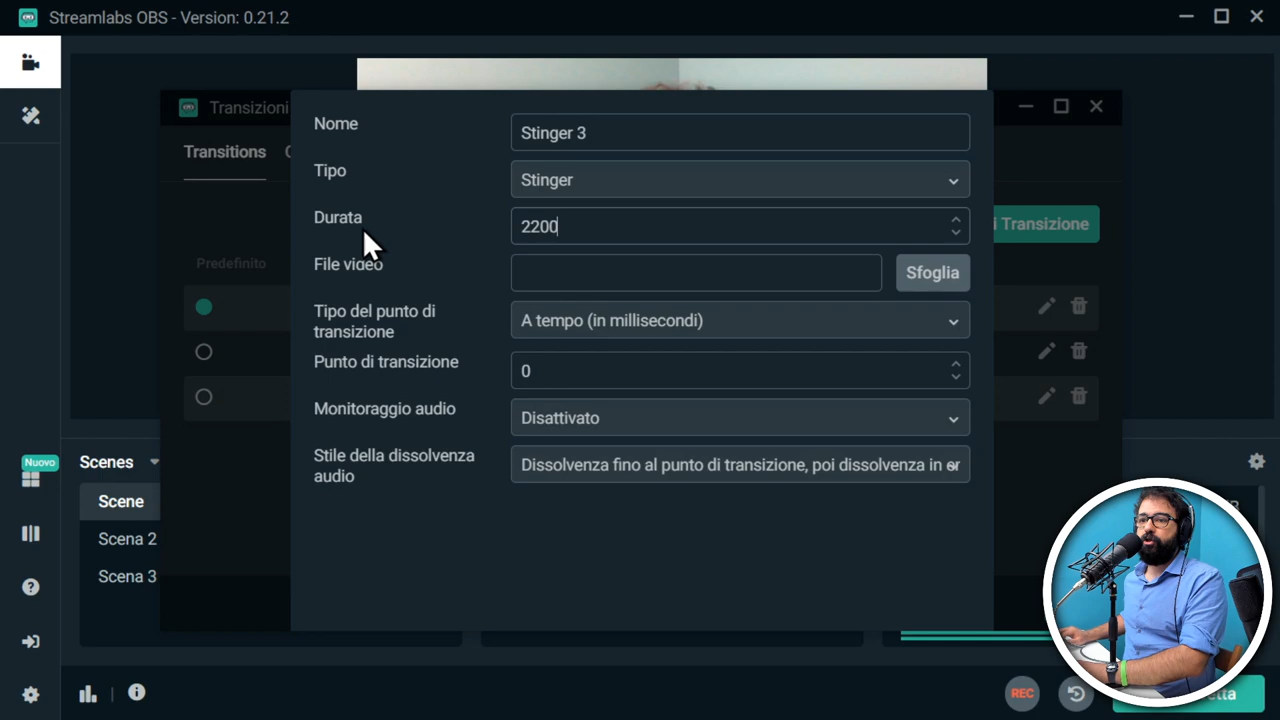 Streamlabs OBS - Version: 0.21.2
Transizioni
Transitions
i Transizione
Predefinito
Nome
Stinger 3
Tipo
Stinger
Durata
2200
File video
Sfoglia
Tipo del punto di
transizione
A tempo (in millisecondi)
Punto di transizione
0
Monitoraggio audio
Disattivato
Stile della dissolvenza
audio
Dissolvenza fino al punto di transizione, poi dissolvenza in
Nuovo
Scenes
Scene
Scena 2
Scena 3
REC